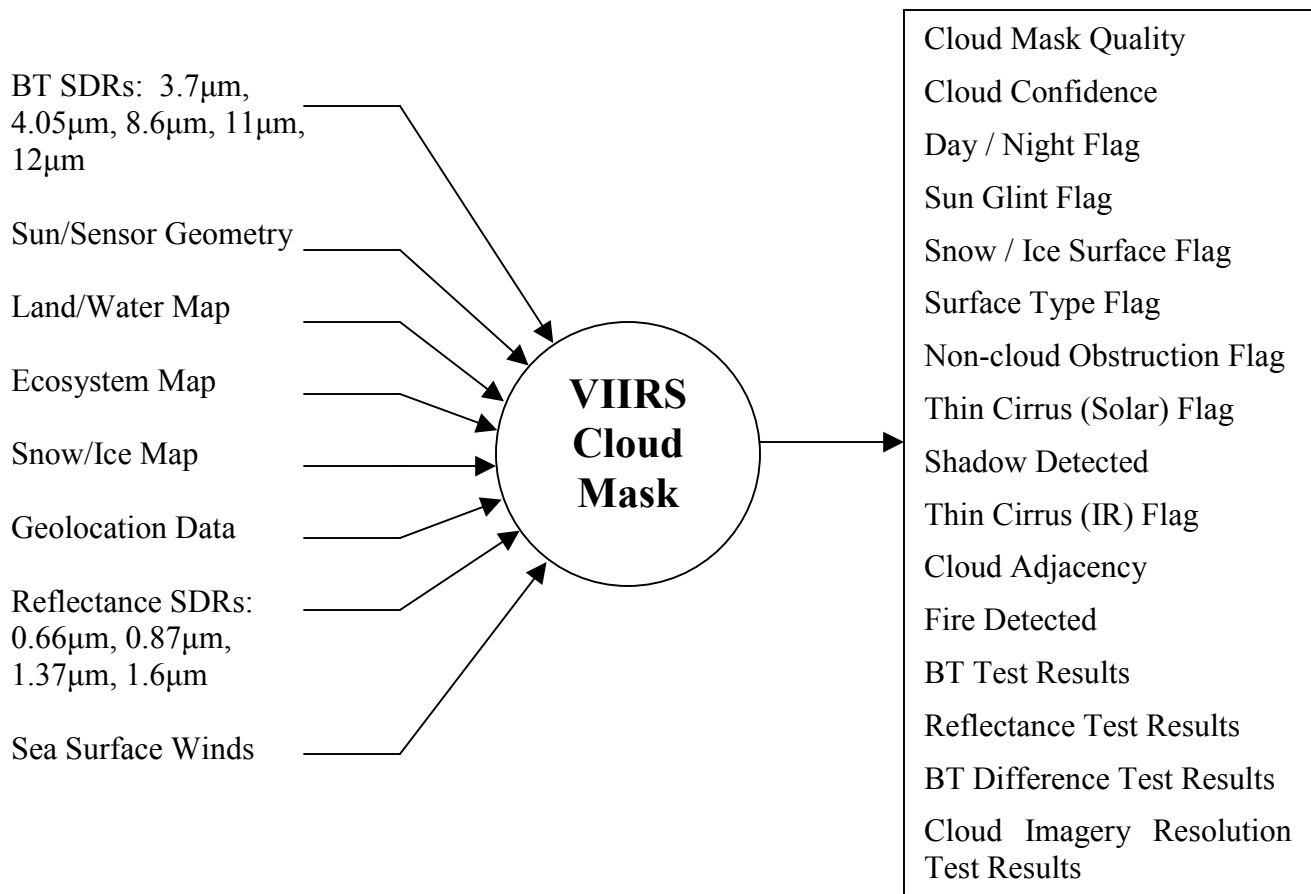 BT SDRs:  3.7μm,
4.05μm, 8.6μm, 11μm,
12μm
Sun/Sensor Geometry
Land/Water Map
Ecosystem Map
Snow/Ice Map
Geolocation Data
Reflectance SDRs:
0.66μm, 0.87μm,
1.37μm, 1.6μm
Sea Surface Winds
VIIRS
Cloud
Mask
Cloud Mask Quality
Cloud Confidence
Day / Night Flag
Sun Glint Flag
Snow / Ice Surface Flag
Surface Type Flag
Non-cloud Obstruction Flag
Thin Cirrus (Solar) Flag
Shadow Detected
Thin Cirrus (IR) Flag
Cloud Adjacency
Fire Detected
BT Test Results
Reflectance Test Results
BT Difference Test Results
Cloud Imagery Resolution
Test Results